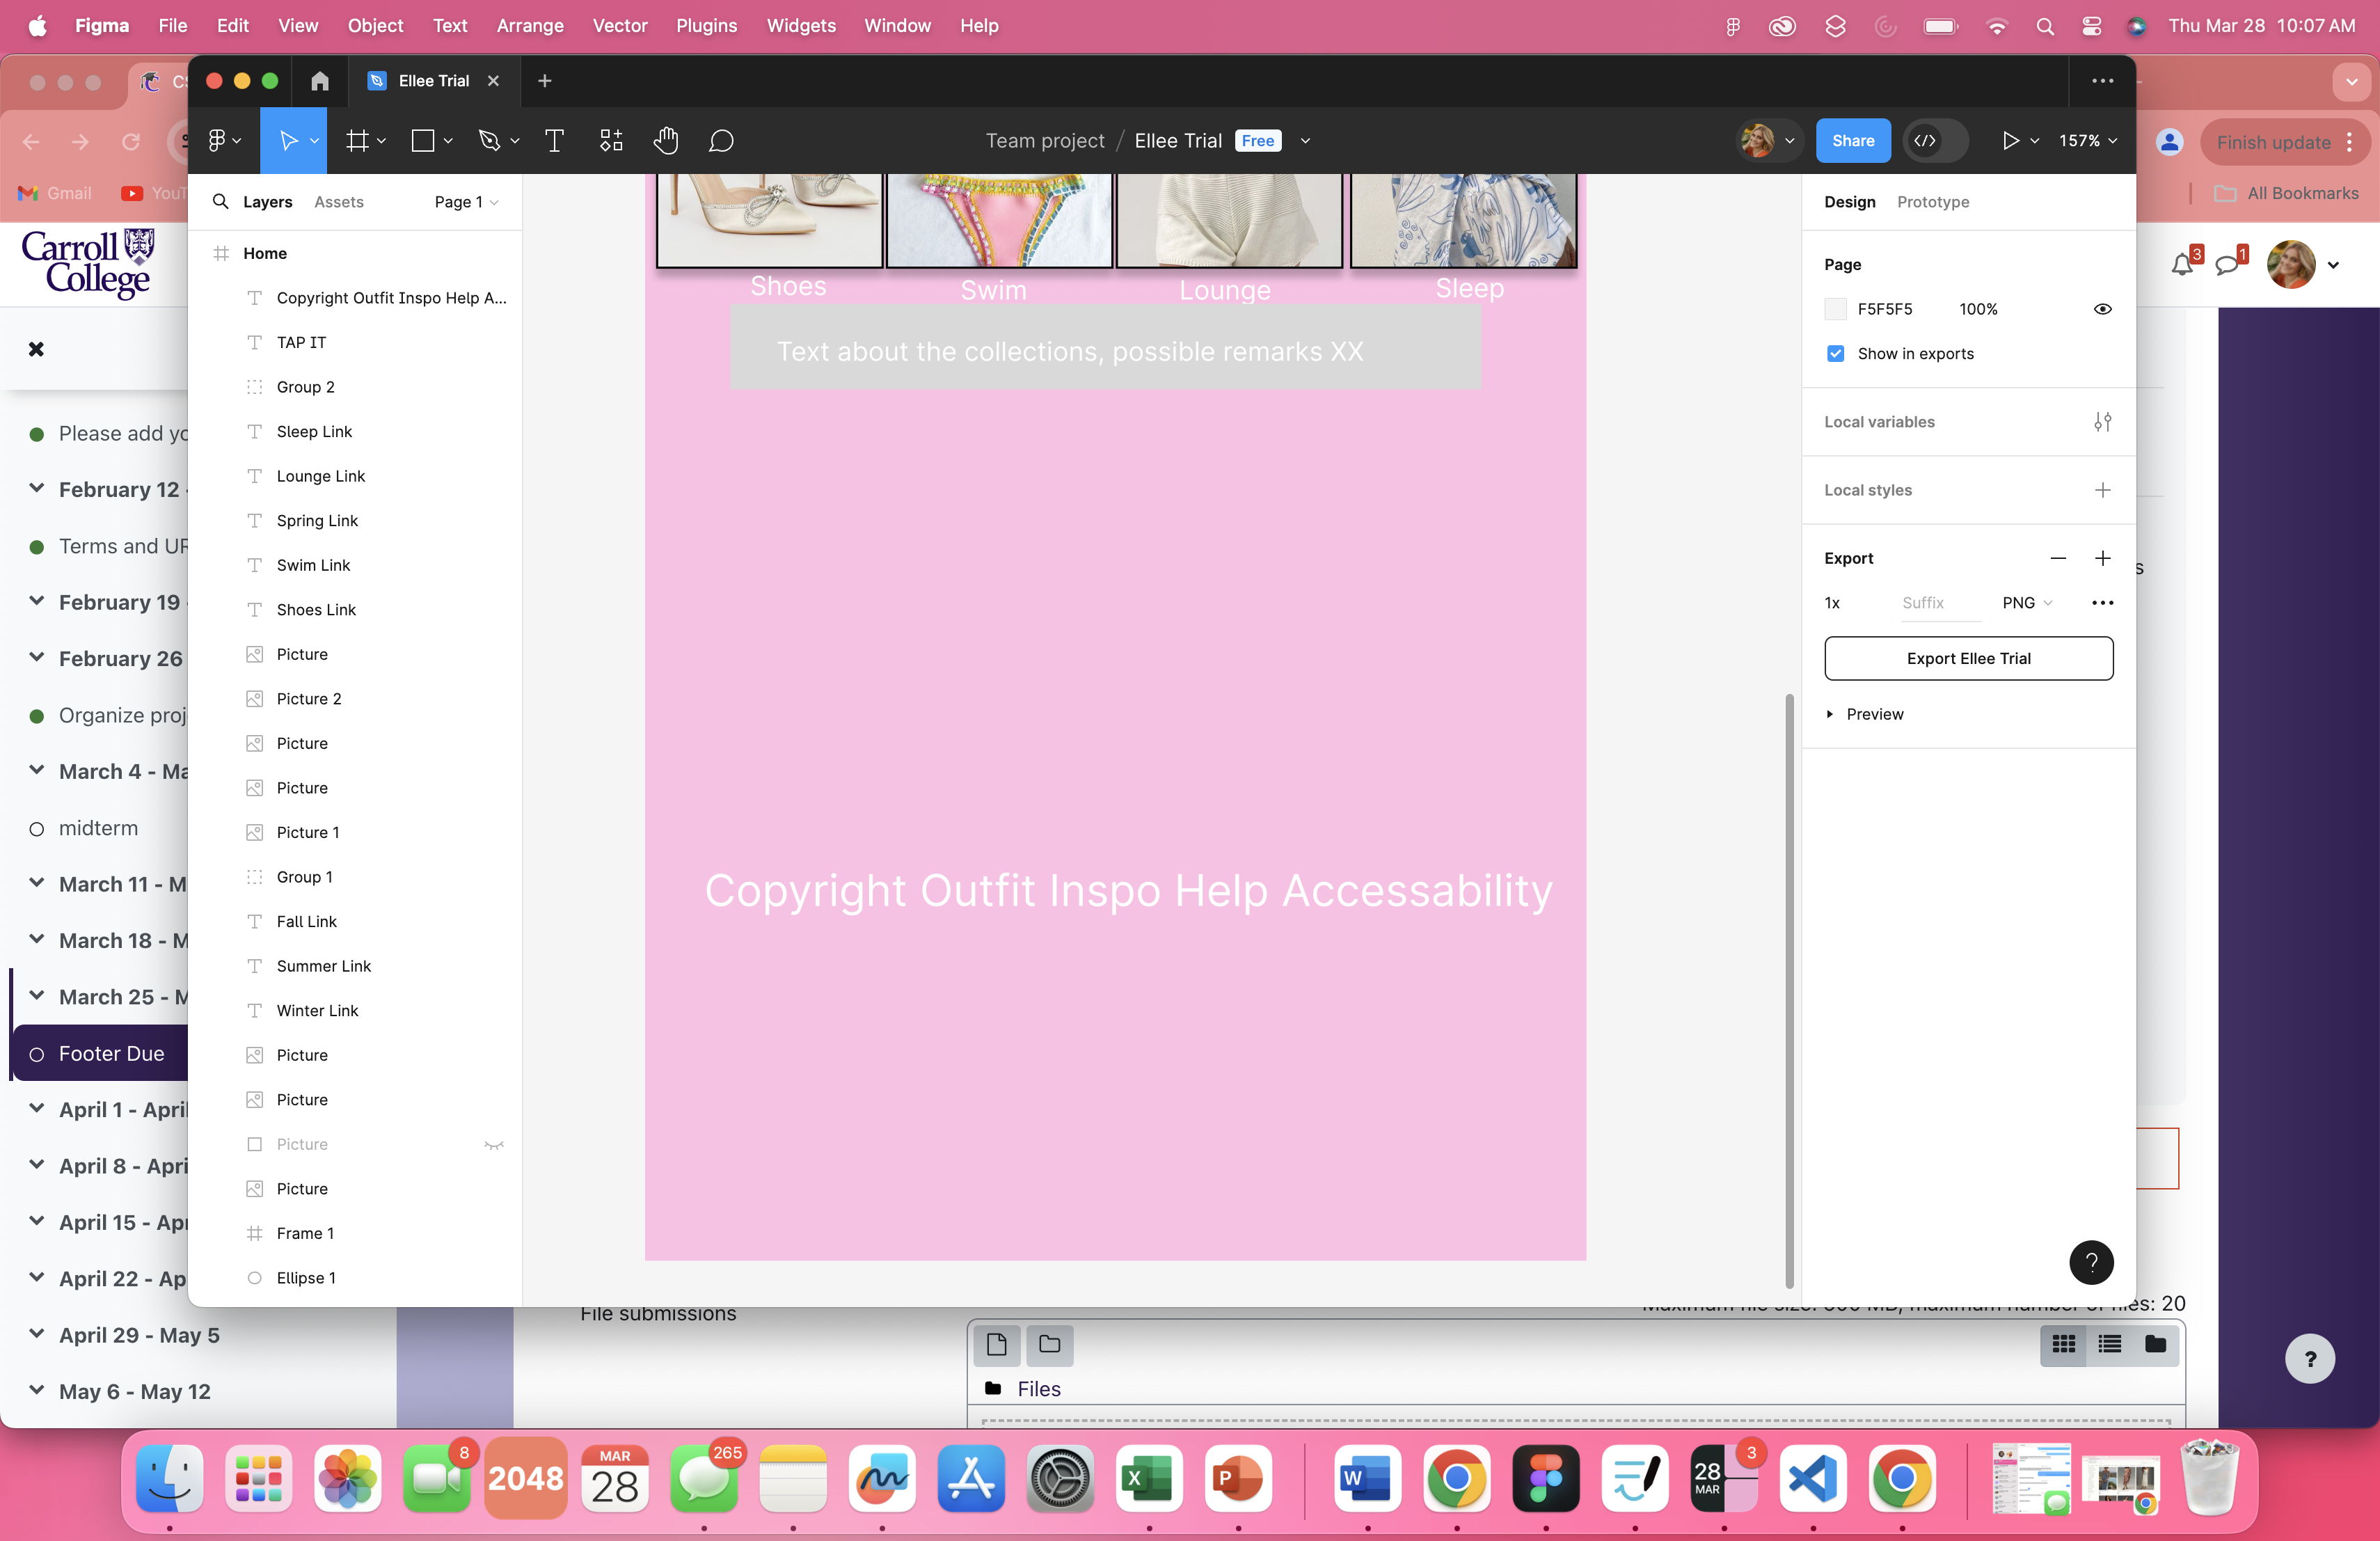 Figma File Edit View Object Text Arrange Vector Plugins Widgets Window Help Thu Mar 28 10:07 AM
Ellee Trial
Team project / Ellee Trial Free
Share
157%
Finish update
Gmail
All Bookmarks
Carroll
College
3
1
Layers Assets Page 1
Home
Copyright Outfit Inspo Help A...
TAP IT
Group 2
Sleep Link
Lounge Link
Spring Link
Swim Link
Shoes Link
Picture
Picture 2
Picture
Picture
Picture 1
Group 1
Fall Link
Summer Link
Winter Link
Picture
Picture
Picture
Picture
Frame 1
Ellipse 1
Shoes
Swim
Lounge
Sleep
Text about the collections, possible remarks XX
Copyright Outfit Inspo Help Accessability
Design Prototype
Page
F5F5F5 100%
Show in exports
Local variables
Local styles
Export
1x Suffix PNG
Export Ellee Trial
Preview
?
Please add
February 12 -
Terms and
February 19
February 26
Organize
March 4 -
midterm
March 11 - M
March 18 - M
March 25 - M
Footer Due
April 1 - April
April 8 -
April 15 -
April 22 -
April 29 - May 5
May 6 - May 12
File submissions
20
Files
?
8
2048
MAR
28
265
X
P
W
28
MAR
3